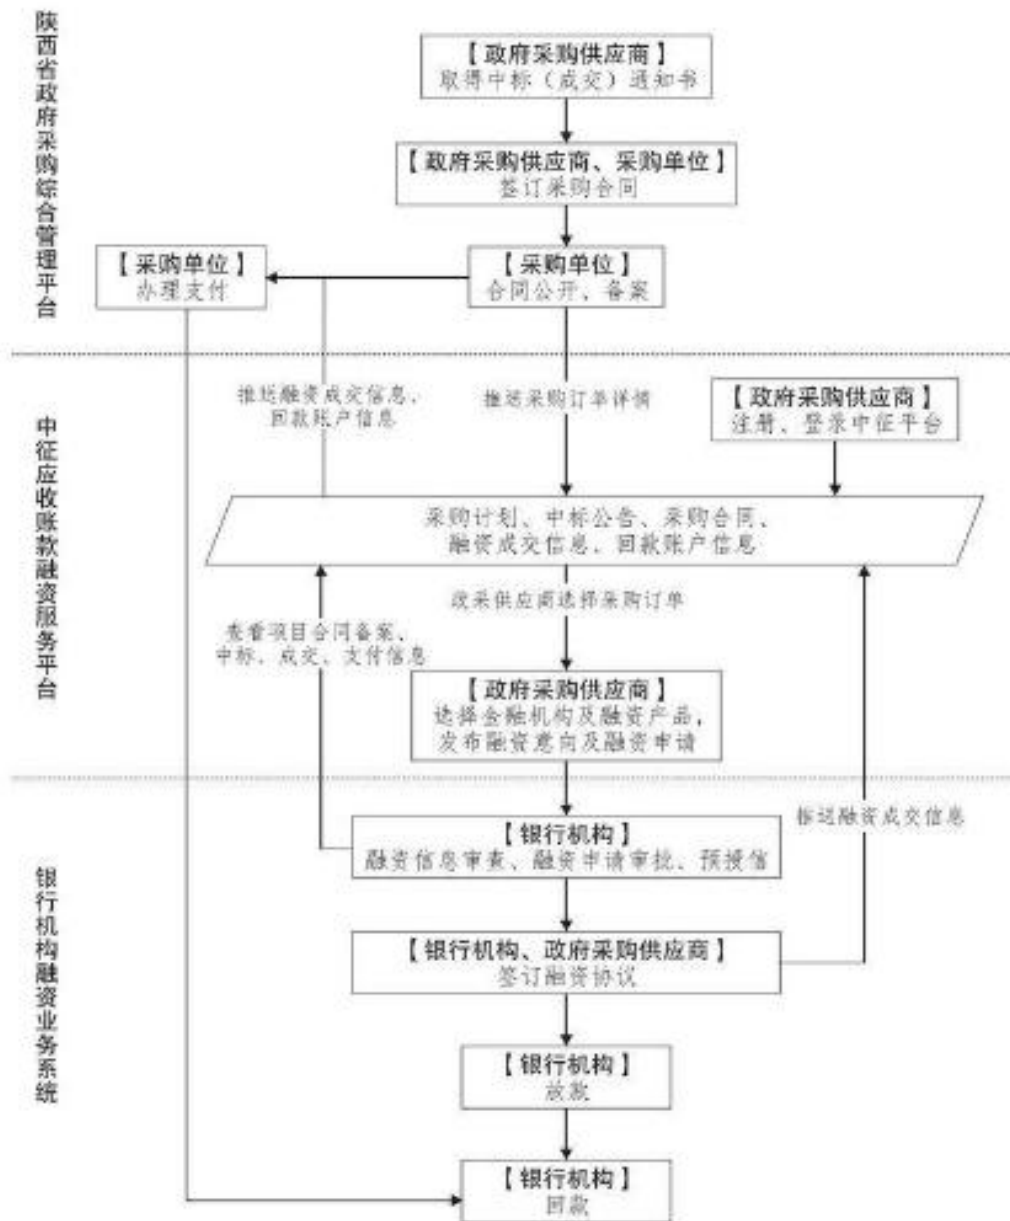 陕西省政府采购综合管理平台
【政府采购供应商】
取得中标（成交）通知书
【政府采购供应商、采购单位】
签订采购合同
【采购单位】
办理支付
【采购单位】
合同公开、备案
中征应收账款融资服务平台
推送融资成交信息、
回款账户信息
推送采购订单详情
【政府采购供应商】
注册、登录中征平台
采购计划、中标公告、采购合同、
融资成交信息、回款账户信息
政采供应商选择采购订单
查看项目合同备案、
中标、成交、支付信息
【政府采购供应商】
选择金融机构及融资产品，
发布融资意向及融资申请
银行机构融资业务系统
推送融资成交信息
【银行机构】
融资信息审查、融资申请审批、预授信
【银行机构、政府采购供应商】
签订融资协议
【银行机构】
放款
【银行机构】
回款